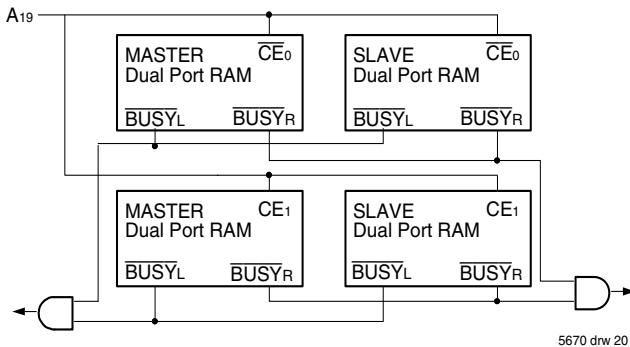 A19
MASTER CE0
Dual Port RAM
BUSYL BUSYR
SLAVE CE0
Dual Port RAM
BUSYL BUSYR
MASTER CE1
Dual Port RAM
BUSYL BUSYR
SLAVE CE1
Dual Port RAM
BUSYL BUSYR
5670 drw 20